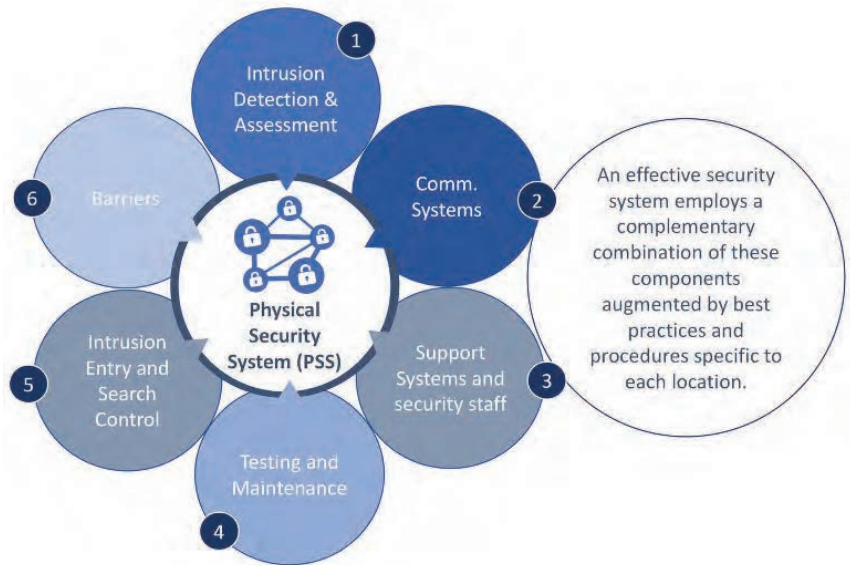 1
Intrusion
Detection &
Assessment
2
Comm.
Systems
3
Support
Systems and
security staff
4
Testing and
Maintenance
5
Intrusion
Entry and
Search
Control
6
Barriers
Physical
Security
System (PSS)
An effective security
system employs a
complementary
combination of these
components
augmented by best
practices and
procedures specific to
each location.